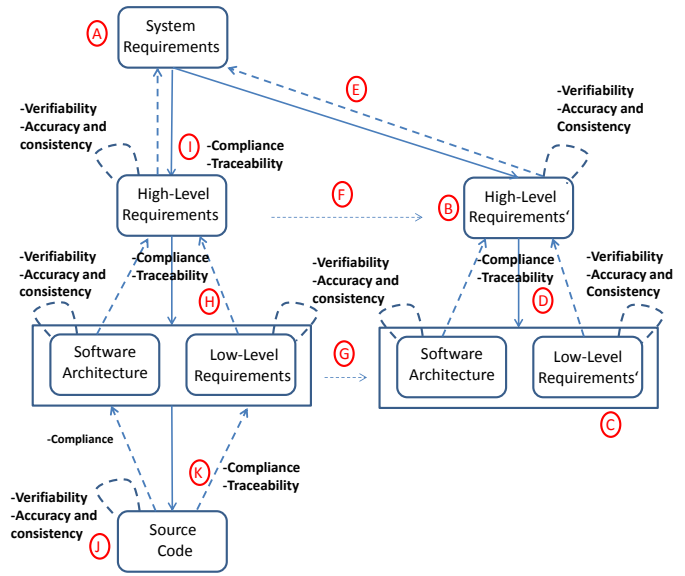 A
System
Requirements
E
-Verifiability
-Accuracy and
consistency
-Verifiability
-Accuracy and
Consistency
I
-Compliance
-Traceability
High-Level
Requirements
F
B
High-Level
Requirements‘
-Verifiability
-Accuracy and
consistency
-Compliance
-Traceability
H
-Verifiability
-Accuracy and
consistency
-Compliance
-Traceability
D
-Verifiability
-Accuracy and
Consistency
Software
Architecture
Low-Level
Requirements
G
Software
Architecture
Low-Level
Requirements‘
C
-Compliance
K
-Compliance
-Traceability
-Verifiability
-Accuracy and
consistency
J
Source
Code